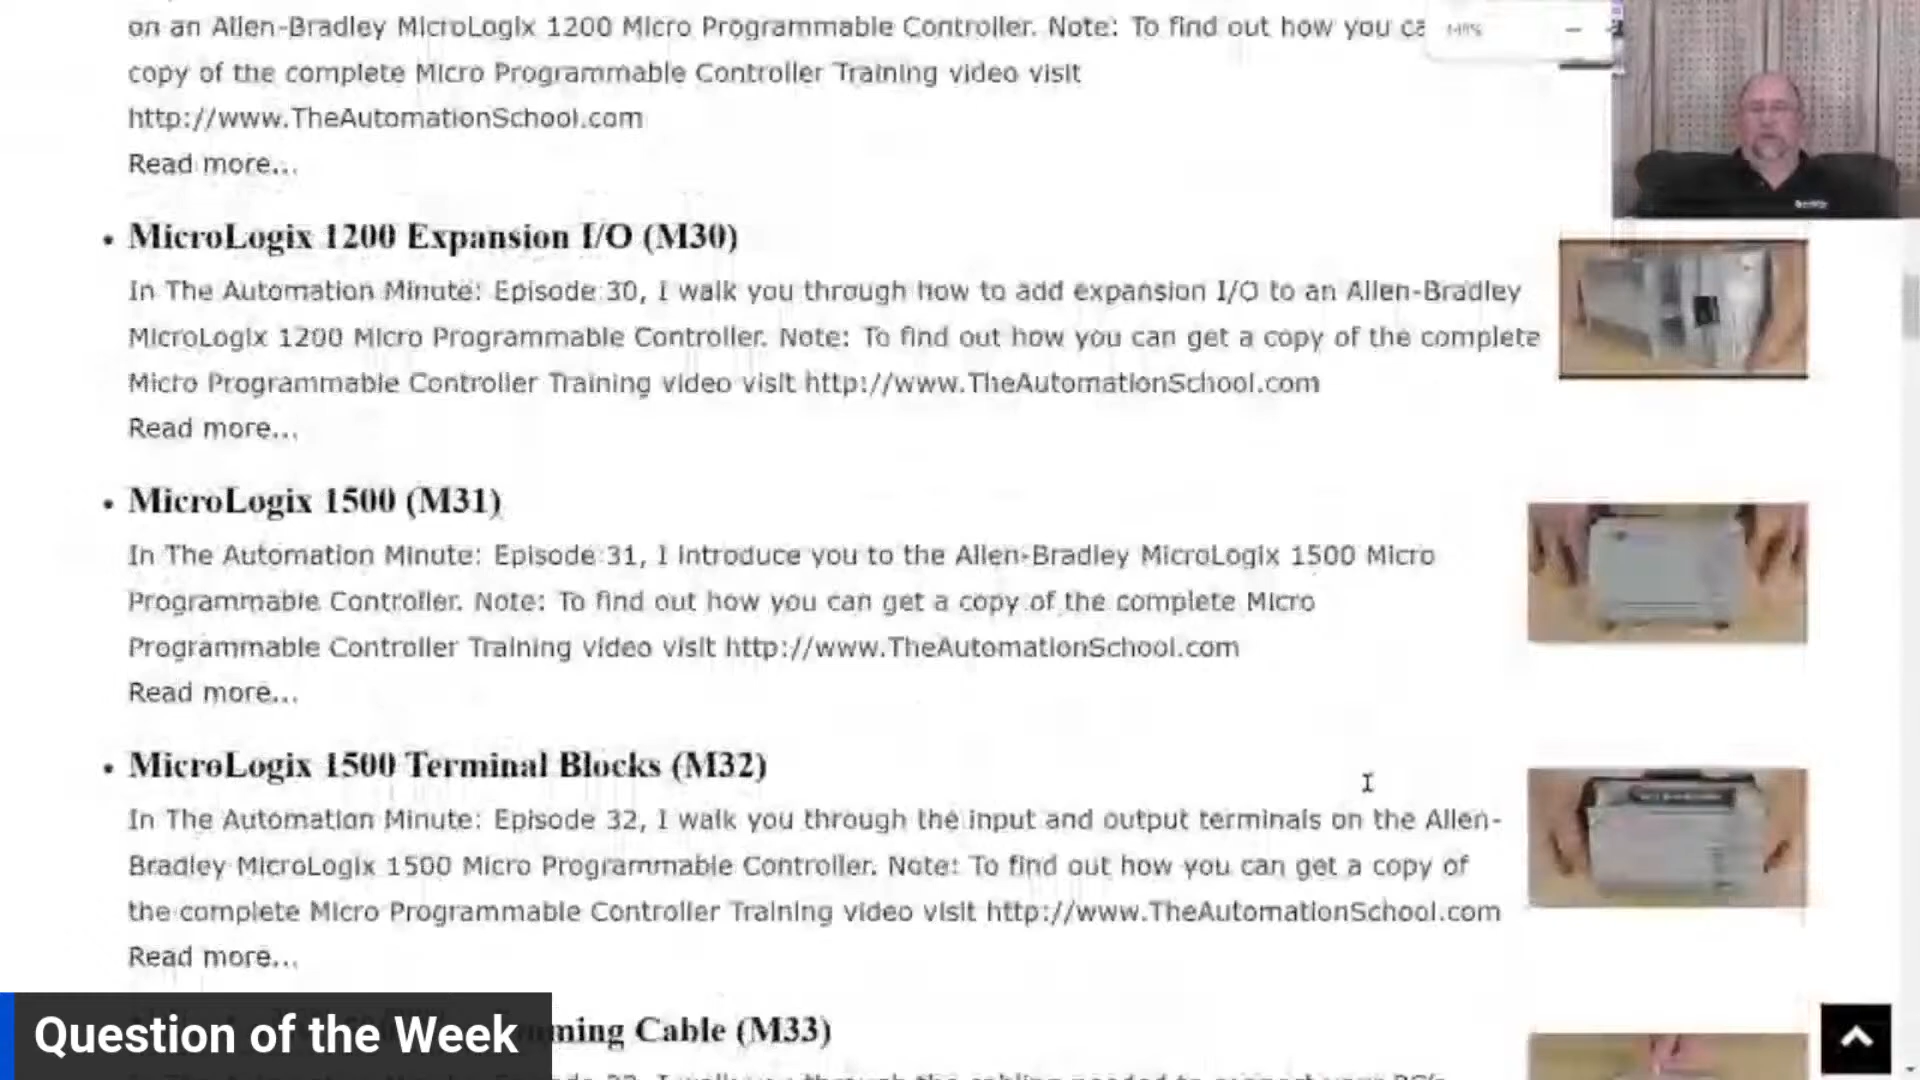 on an Allen-Bradley MicroLogix 1200 Micro Programmable Controller. Note: To find out how you ca
copy of the complete Micro Programmable Controller Training video visit
http://www.TheAutomationSchool.com
Read more...
• MicroLogix 1200 Expansion I/O (M30)
In The Automation Minute: Episode 30, I walk you through how to add expansion I/O to an Allen-Bradley
MicroLogix 1200 Micro Programmable Controller. Note: To find out how you can get a copy of the complete
Micro Programmable Controller Training video visit http://www.TheAutomationSchool.com
Read more...
• MicroLogix 1500 (M31)
In The Automation Minute: Episode 31, I introduce you to the Allen-Bradley MicroLogix 1500 Micro
Programmable Controller. Note: To find out how you can get a copy of the complete Micro
Programmable Controller Training video visit http://www.TheAutomationSchool.com
Read more...
• MicroLogix 1500 Terminal Blocks (M32)
In The Automation Minute: Episode 32, I walk you through the input and output terminals on the Allen-
Bradley MicroLogix 1500 Micro Programmable Controller. Note: To find out how you can get a copy of
the complete Micro Programmable Controller Training video visit http://www.TheAutomationSchool.com
Read more...
mming Cable (M33)
Question of the Week